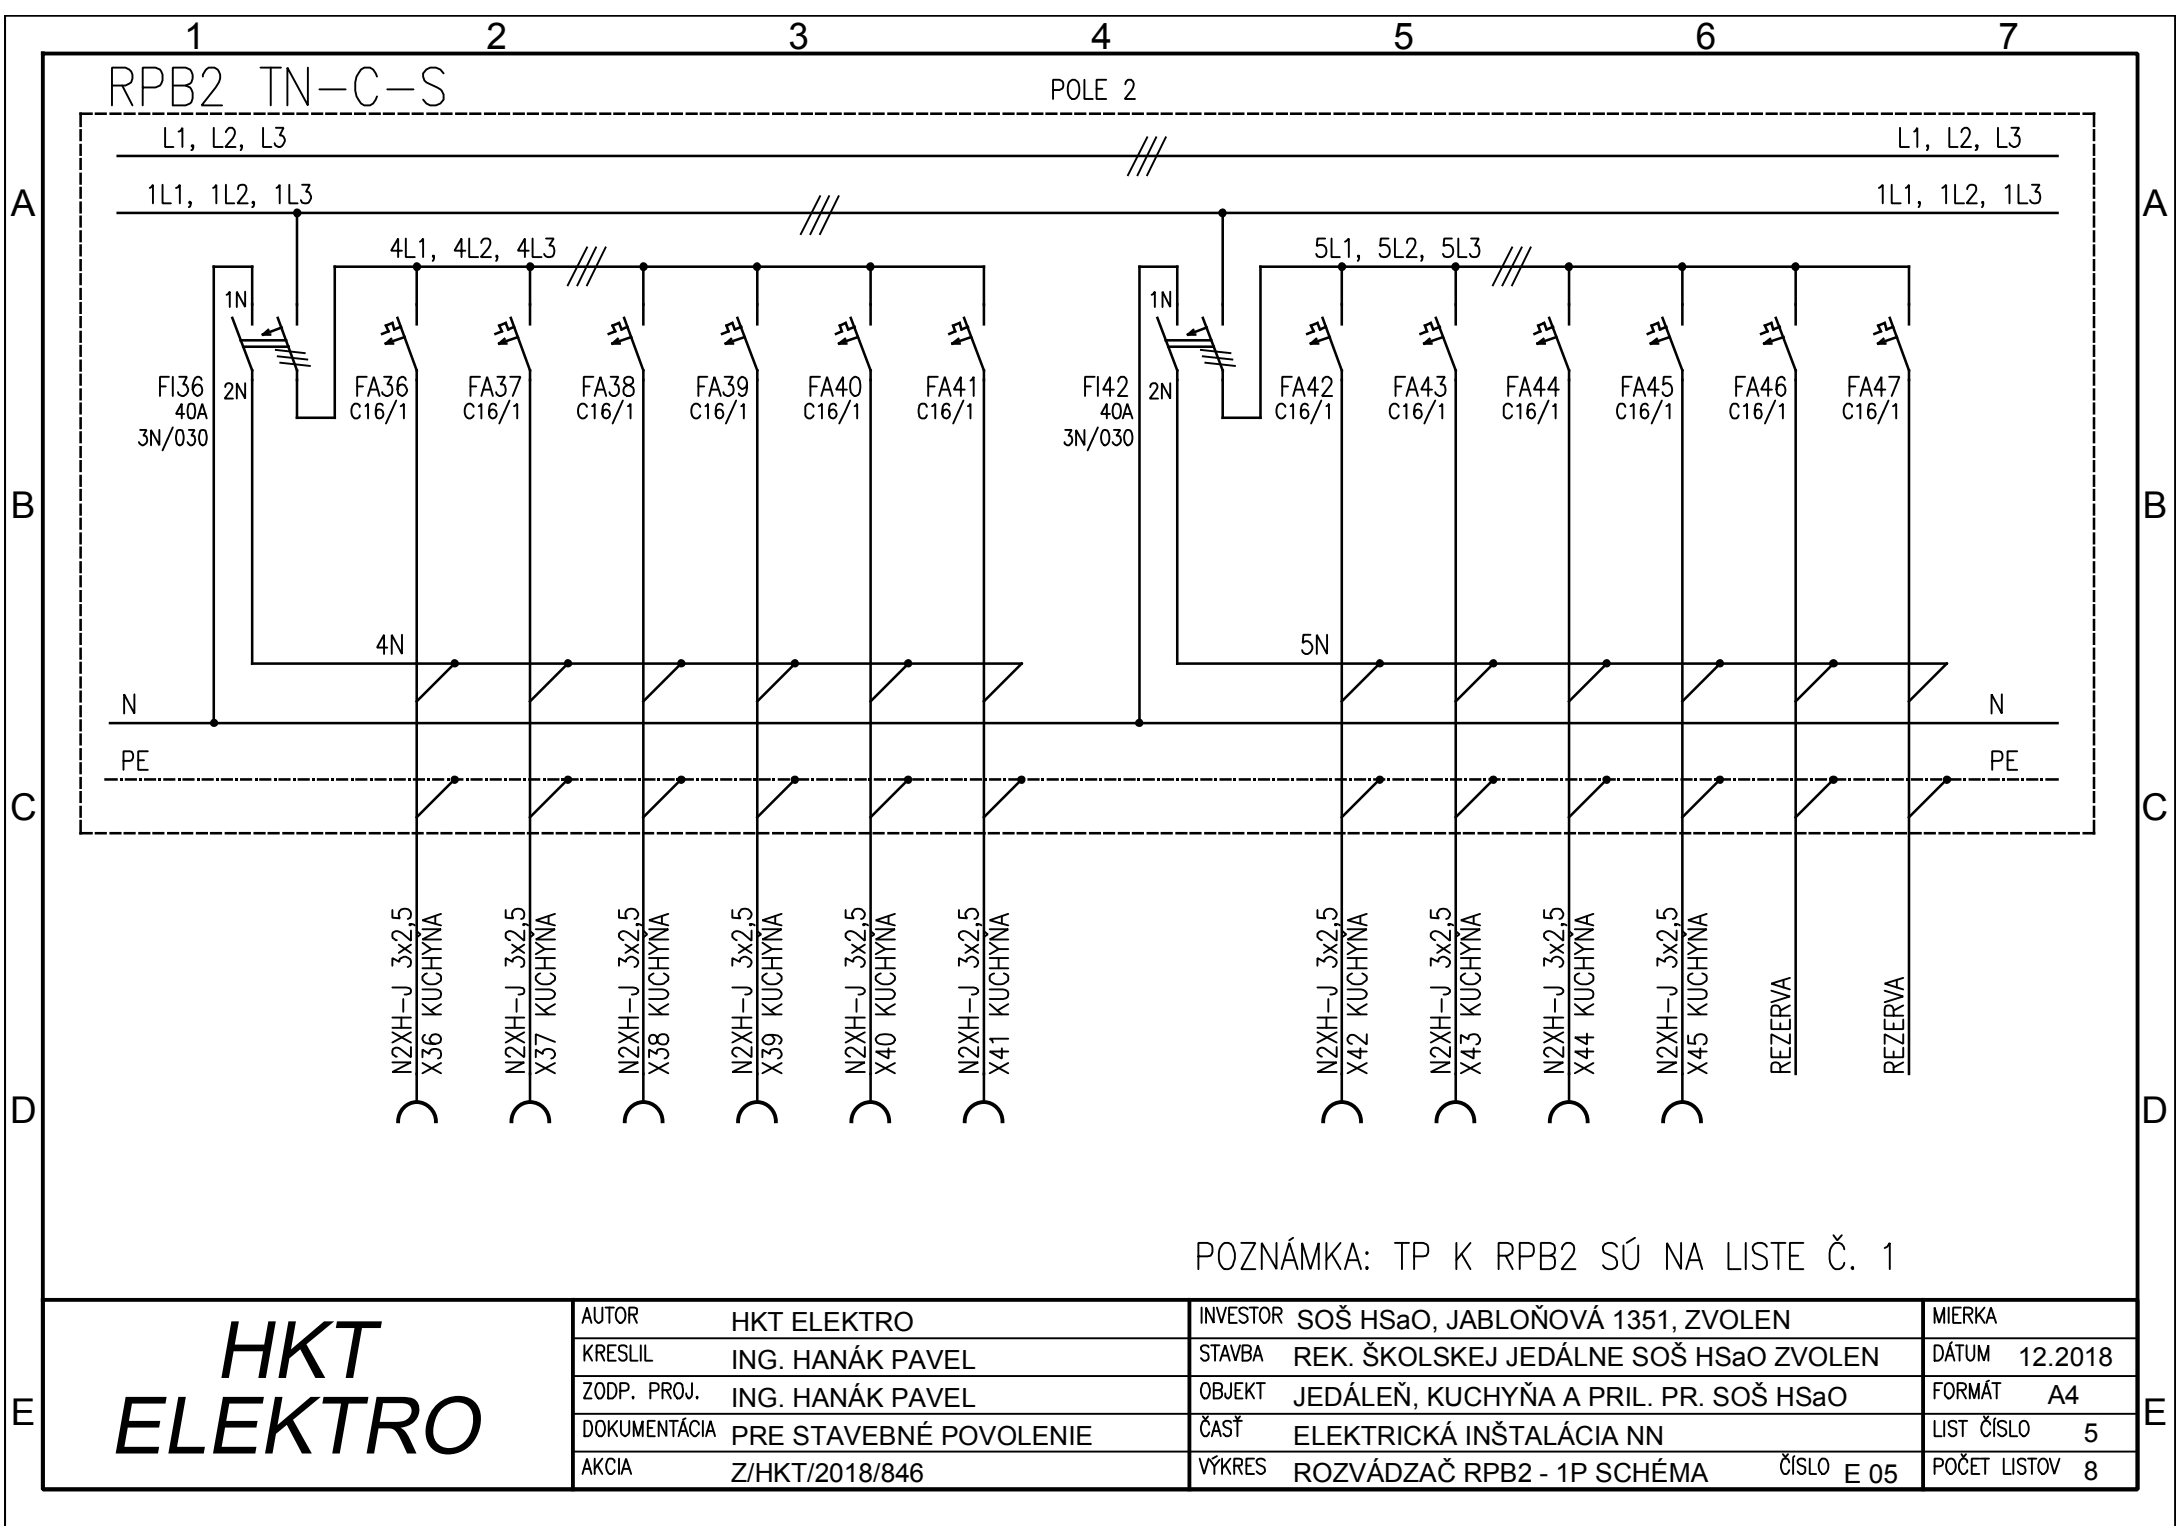 1 2 3 4 5 6 7
RPB2 TN-C-S
POLE 2
L1, L2, L3
L1, L2, L3
A
A
1L1, 1L2, 1L3
1L1, 1L2, 1L3
4L1, 4L2, 4L3
5L1, 5L2, 5L3
1N
1N
FI36
40A
3N/030
2N
FA36
C16/1
FA37
C16/1
FA38
C16/1
FA39
C16/1
FA40
C16/1
FA41
C16/1
FI42
40A
3N/030
2N
FA42
C16/1
FA43
C16/1
FA44
C16/1
FA45
C16/1
FA46
C16/1
FA47
C16/1
B
B
4N
5N
N
N
PE
PE
C
C
N2XH-J 3x2,5
X36 KUCHYŇA
N2XH-J 3x2,5
X37 KUCHYŇA
N2XH-J 3x2,5
X38 KUCHYŇA
N2XH-J 3x2,5
X39 KUCHYŇA
N2XH-J 3x2,5
X40 KUCHYŇA
N2XH-J 3x2,5
X41 KUCHYŇA
N2XH-J 3x2,5
X42 KUCHYŇA
N2XH-J 3x2,5
X43 KUCHYŇA
N2XH-J 3x2,5
X44 KUCHYŇA
N2XH-J 3x2,5
X45 KUCHYŇA
REZERVA
REZERVA
D
D
POZNÁMKA: TP K RPB2 SÚ NA LISTE Č. 1
E
E
HKT
ELEKTRO
AUTOR HKT ELEKTRO
KRESLIL ING. HANÁK PAVEL
ZODP. PROJ. ING. HANÁK PAVEL
DOKUMENTÁCIA PRE STAVEBNÉ POVOLENIE
AKCIA Z/HKT/2018/846
INVESTOR SOŠ HSaO, JABLOŇOVÁ 1351, ZVOLEN
STAVBA REK. ŠKOLSKEJ JEDÁLNE SOŠ HSaO ZVOLEN
OBJEKT JEDÁLEŇ, KUCHYŇA A PRIL. PR. SOŠ HSaO
ČASŤ ELEKTRICKÁ INŠTALÁCIA NN
VÝKRES ROZVÁDZAČ RPB2 - 1P SCHÉMA ČÍSLO E 05
MIERKA
DÁTUM 12.2018
FORMÁT A4
LIST ČÍSLO 5
POČET LISTOV 8